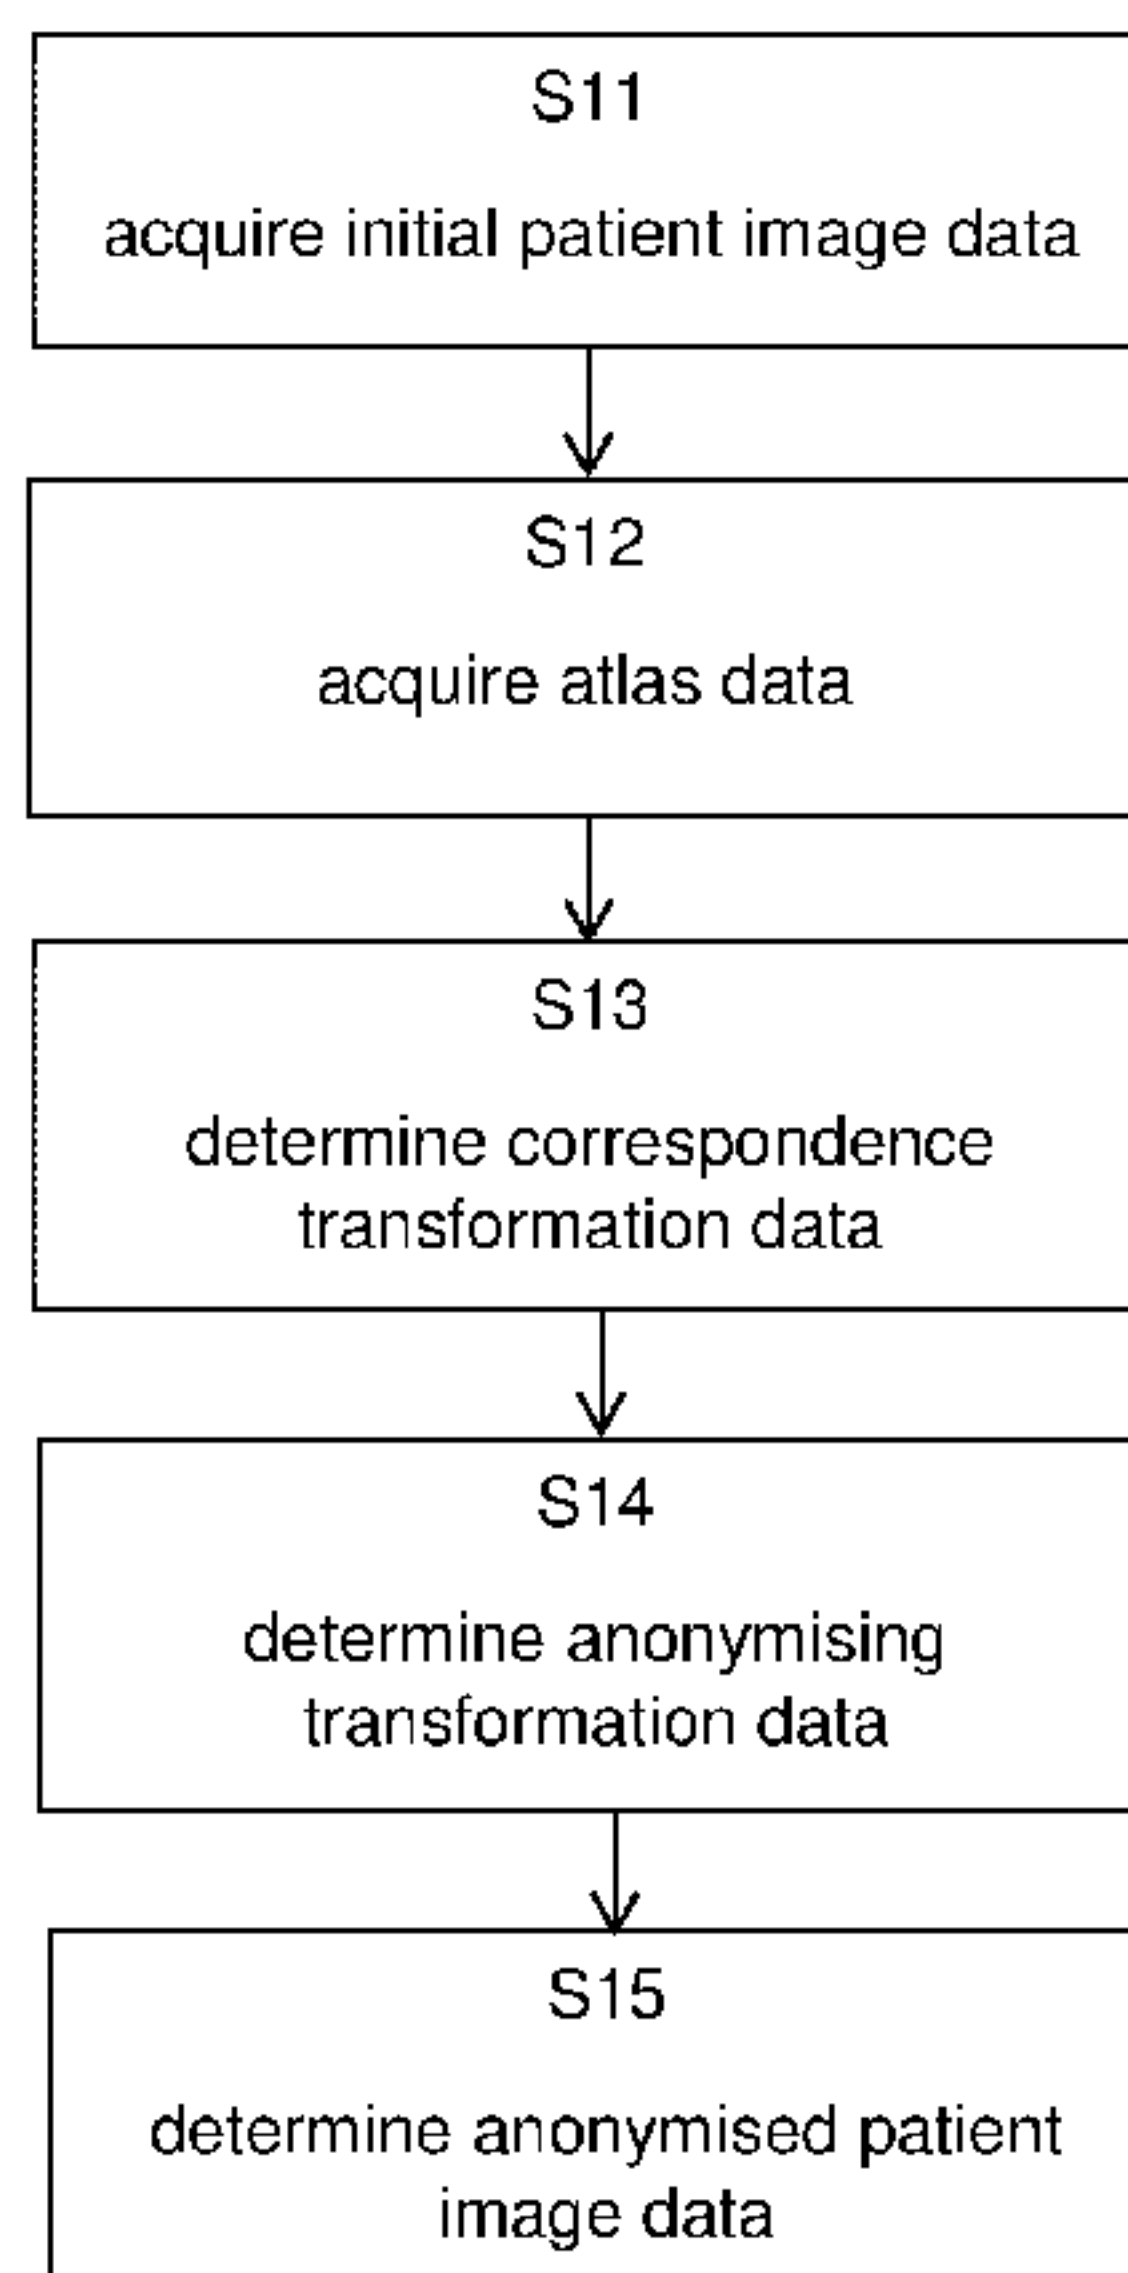 S11
acquire initial patient image data
S12
acquire atlas data
S13
determine correspondence
transformation data
S14
determine anonymising
transformation data
S15
determine anonymised patient
image data